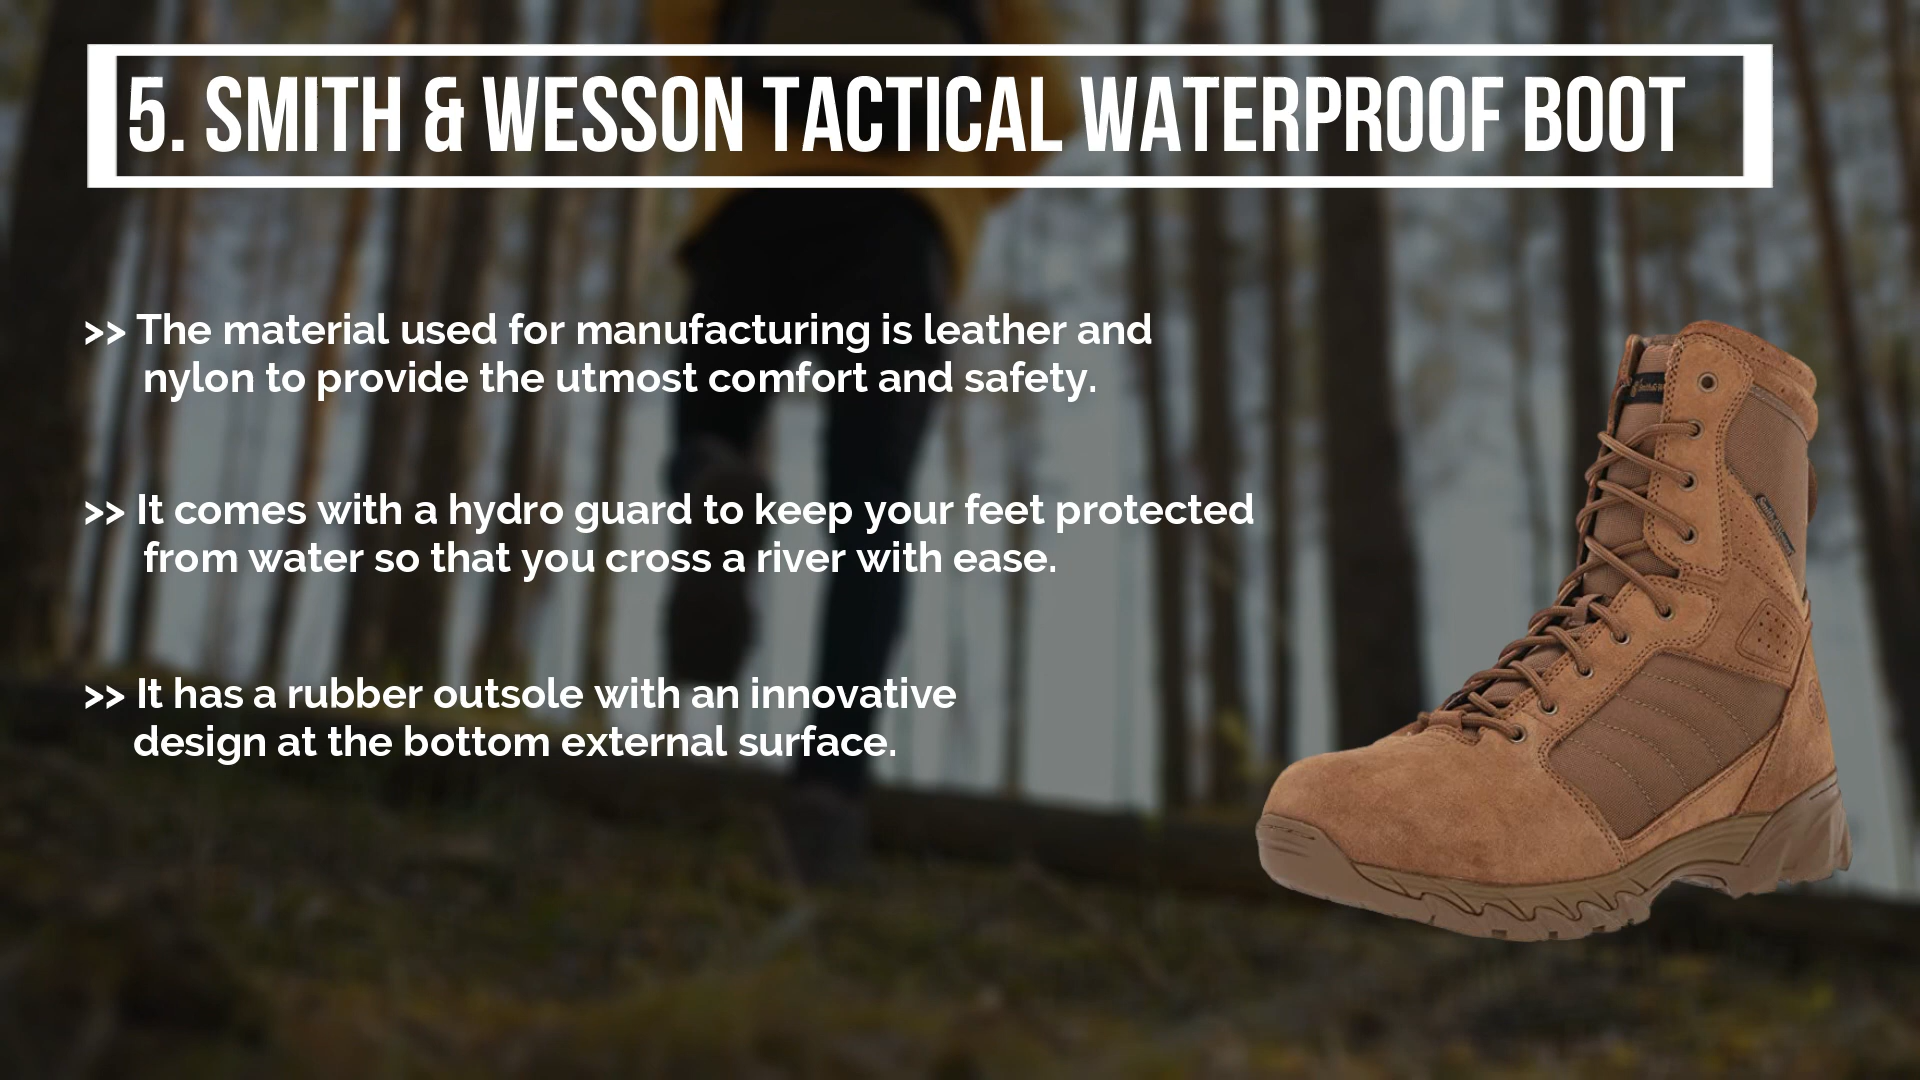 5. SMITH & WESSON TACTICAL WATERPROOF BOOT
>> The material used for manufacturing is leather and
nylon to provide the utmost comfort and safety.
>> It comes with a hydro guard to keep your feet protected
from water so that you cross a river with ease.
>> It has a rubber outsole with an innovative
design at the bottom external surface.